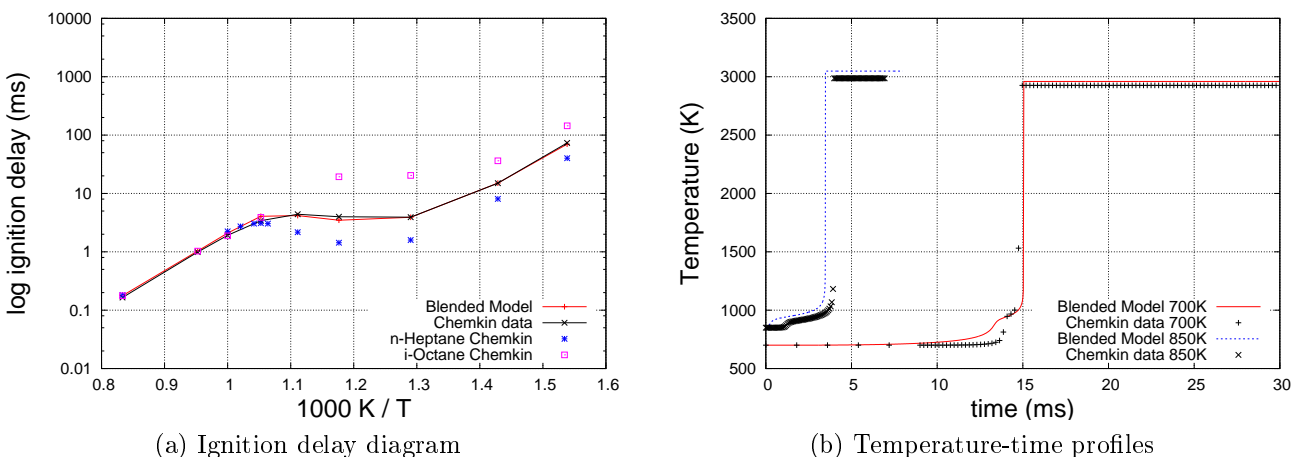 10000
1000
100
10
1
0.1
0.01
log ignition delay (ms)
Blended Model
Chemkin data
n-Heptane Chemkin
i-Octane Chemkin
0.8 0.9 1 1.1 1.2 1.3 1.4 1.5 1.6
1000 K / T
(a) Ignition delay diagram
3500
3000
2500
2000
1500
1000
500
Temperature (K)
Blended Model 700K
Chemkin data 700K
Blended Model 850K
Chemkin data 850K
0 5 10 15 20 25 30
time (ms)
(b) Temperature-time profiles